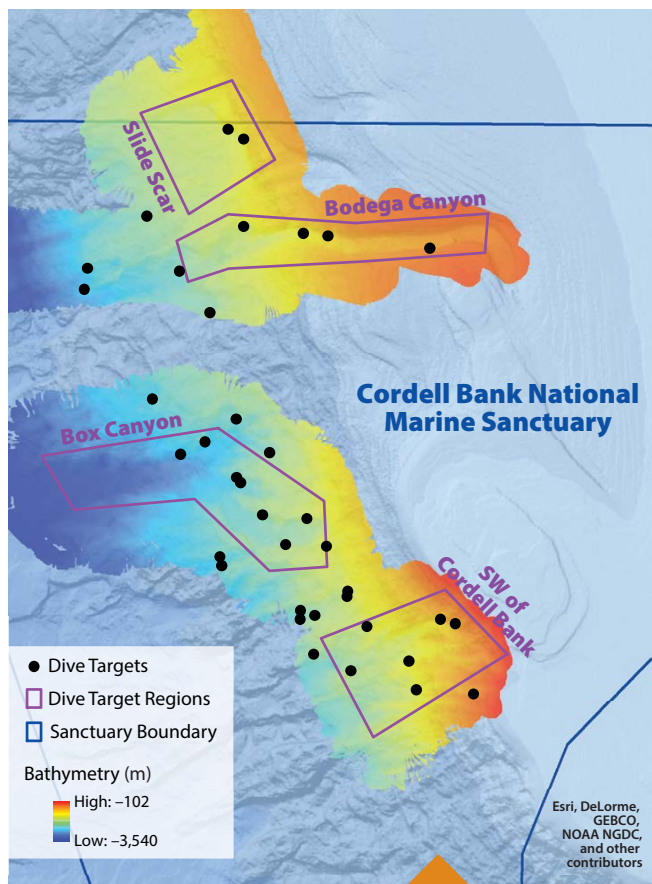 Slide Scar
Bodega Canyon
Cordell Bank National
Marine Sanctuary
Box Canyon
SW of
Cordell Bank
Dive Targets
Dive Target Regions
Sanctuary Boundary
Bathymetry (m)
High: –102
Low: –3,540
Esri, DeLorme,
GEBCO,
NOAA NGDC,
and other
contributors